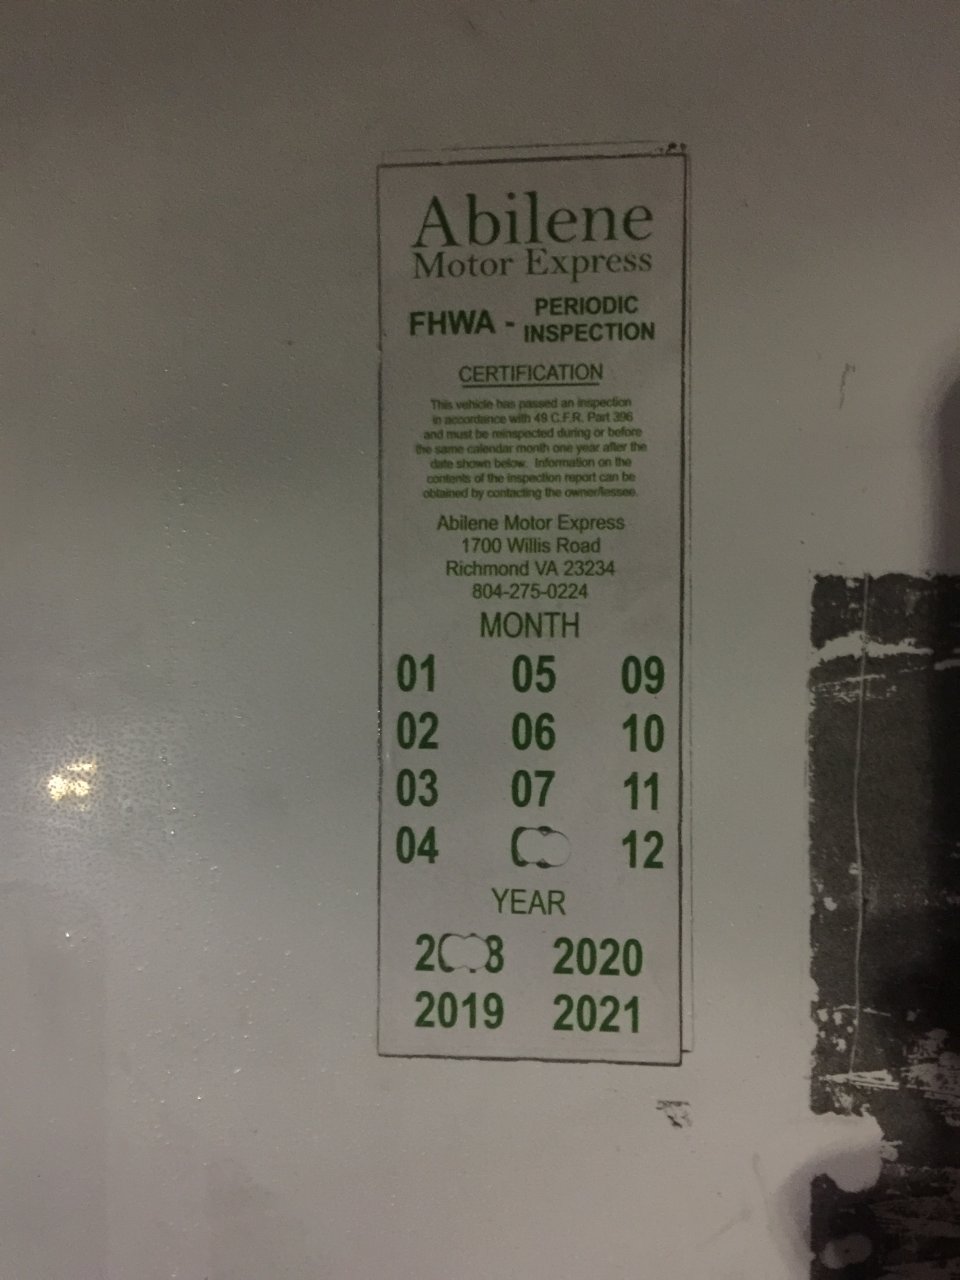 Abilene
Motor Express
FHWA - PERIODIC
INSPECTION
CERTIFICATION
This vehicle has passed an inspection
in accordance with 49 C.F.R. Part 396
and must be reinspected during or before
the same calendar month one year after the
date shown below. Information on the
contents of the inspection report can be
obtained by contacting the owner/lessee.
Abilene Motor Express
1700 Willis Road
Richmond VA 23234
804-275-0224
MONTH
01 05 09
02 06 10
03 07 11
04 12
YEAR
2020
2019 2021